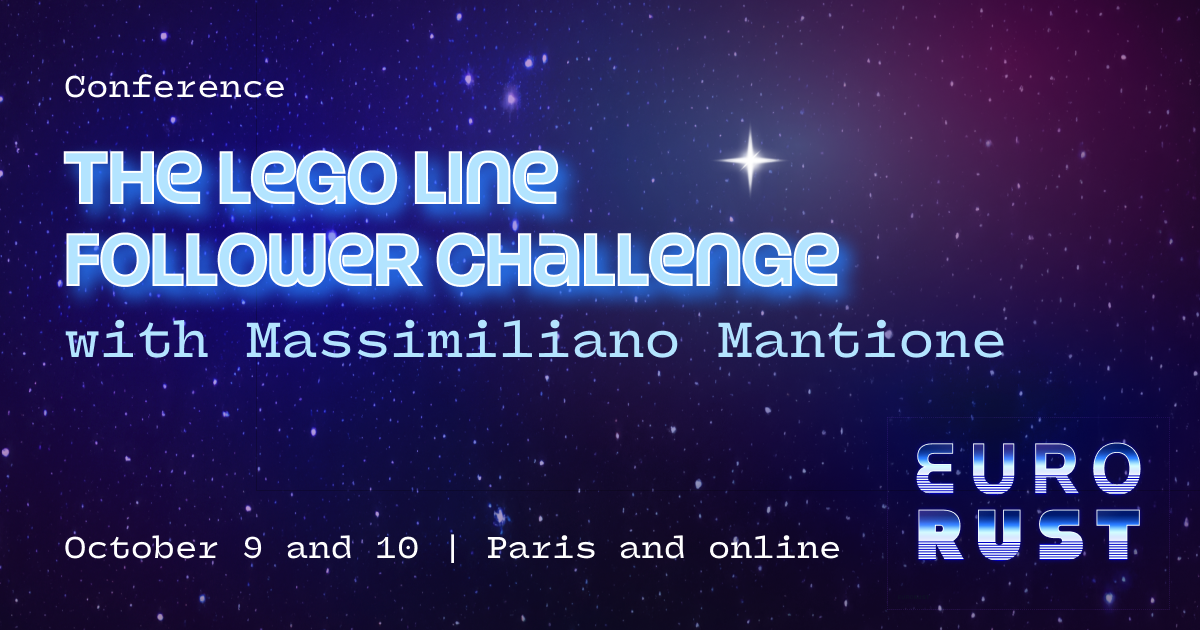 Conference
THE LEGO LINE
FOLLOWER CHALLENGE
with Massimiliano Mantione
October 9 and 10 | Paris and online
EURO
RUST